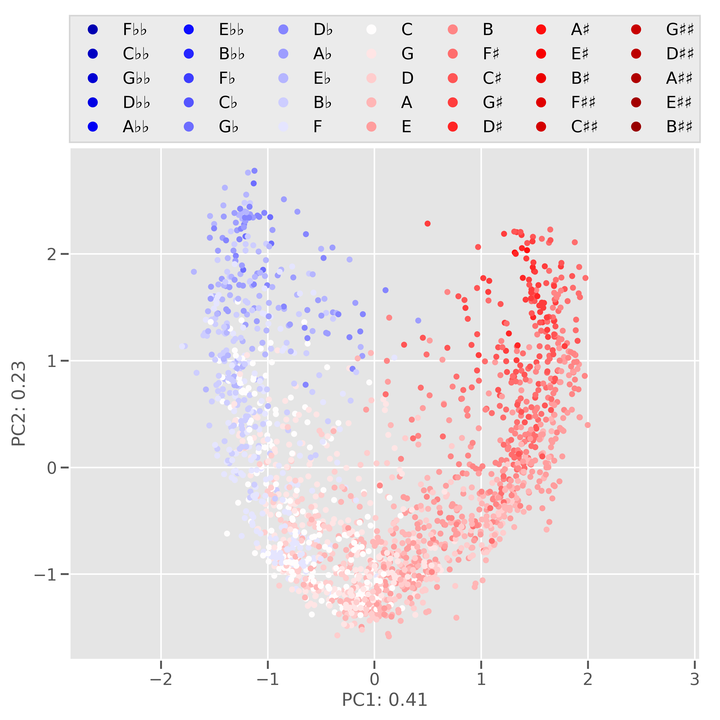 F♭♭ E♭♭ D♭ C B A♯ G♯♯
C♭♭ B♭♭ A♭ G F♯ E♯ D♯♯
G♭♭ F♭ E♭ D C♯ B♯ A♯♯
D♭♭ C♭ B♭ A G♯ F♯♯ E♯♯
A♭♭ G♭ F E D♯ C♯♯ B♯♯
2
1
0
−1
PC2: 0.23
−2 −1 0 1 2 3
PC1: 0.41